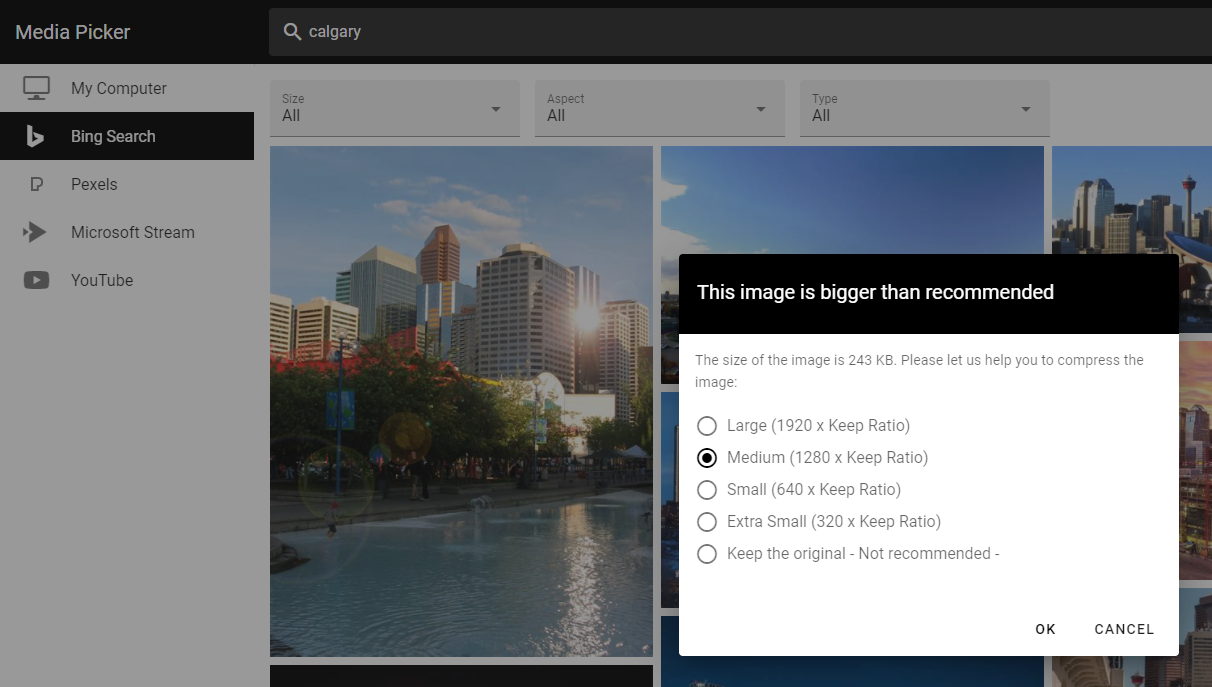 Media Picker
calgary
My Computer
Bing Search
Pexels
Microsoft Stream
YouTube
Size
All
Aspect
All
Type
All
This image is bigger than recommended
The size of the image is 243 KB. Please let us help you to compress the
image:
Large (1920 x Keep Ratio)
Medium (1280 x Keep Ratio)
Small (640 x Keep Ratio)
Extra Small (320 x Keep Ratio)
Keep the original - Not recommended -
OK
CANCEL